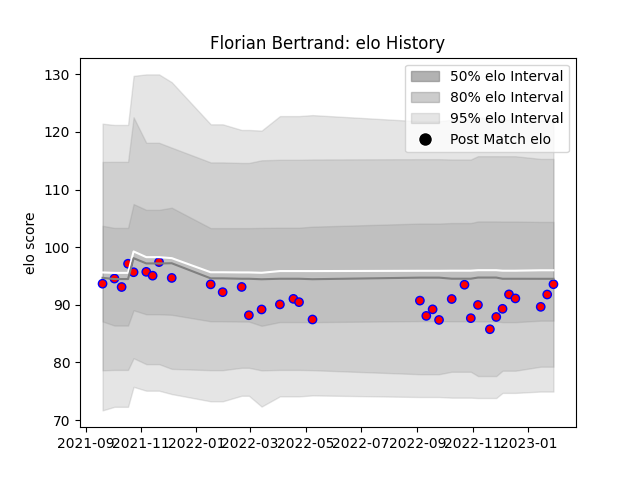 Florian Bertrand: elo History
130
120
110
100
90
80
70
elo score
50% elo Interval
80% elo Interval
95% elo Interval
Post Match elo
2021-09
2021-11
2022-01
2022-03
2022-05
2022-07
2022-09
2022-11
2023-01